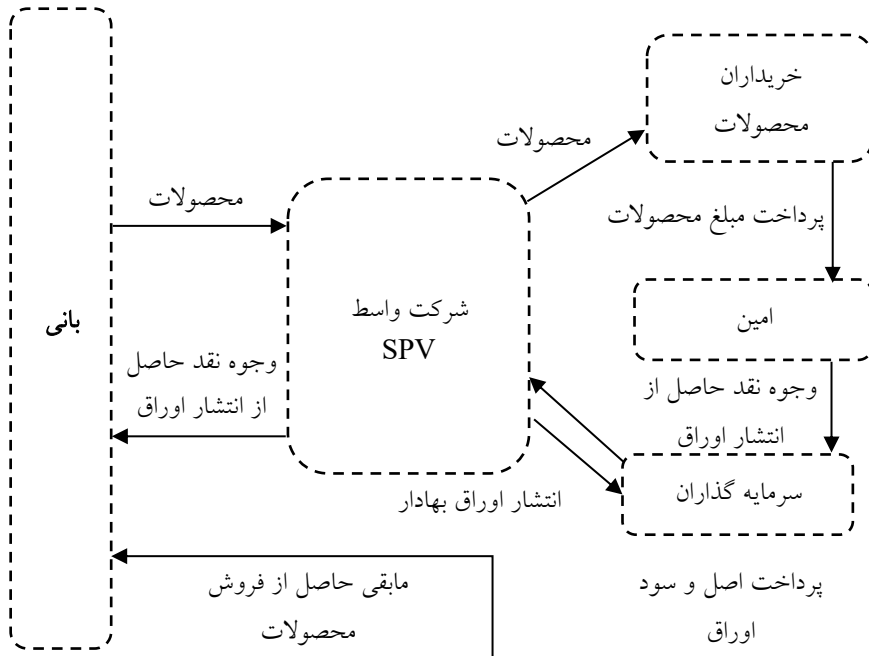 خریداران
محصولات
محصولات
محصولات
پرداخت مبلغ محصولات
امین
شرکت واسط
SPV
بانی
وجوه نقد حاصل
از انتشار اوراق
وجوه نقد حاصل از
انتشار اوراق
سرمایه گذاران
انتشار اوراق بهادار
مابقی حاصل از فروش
محصولات
پرداخت اصل و سود
اوراق